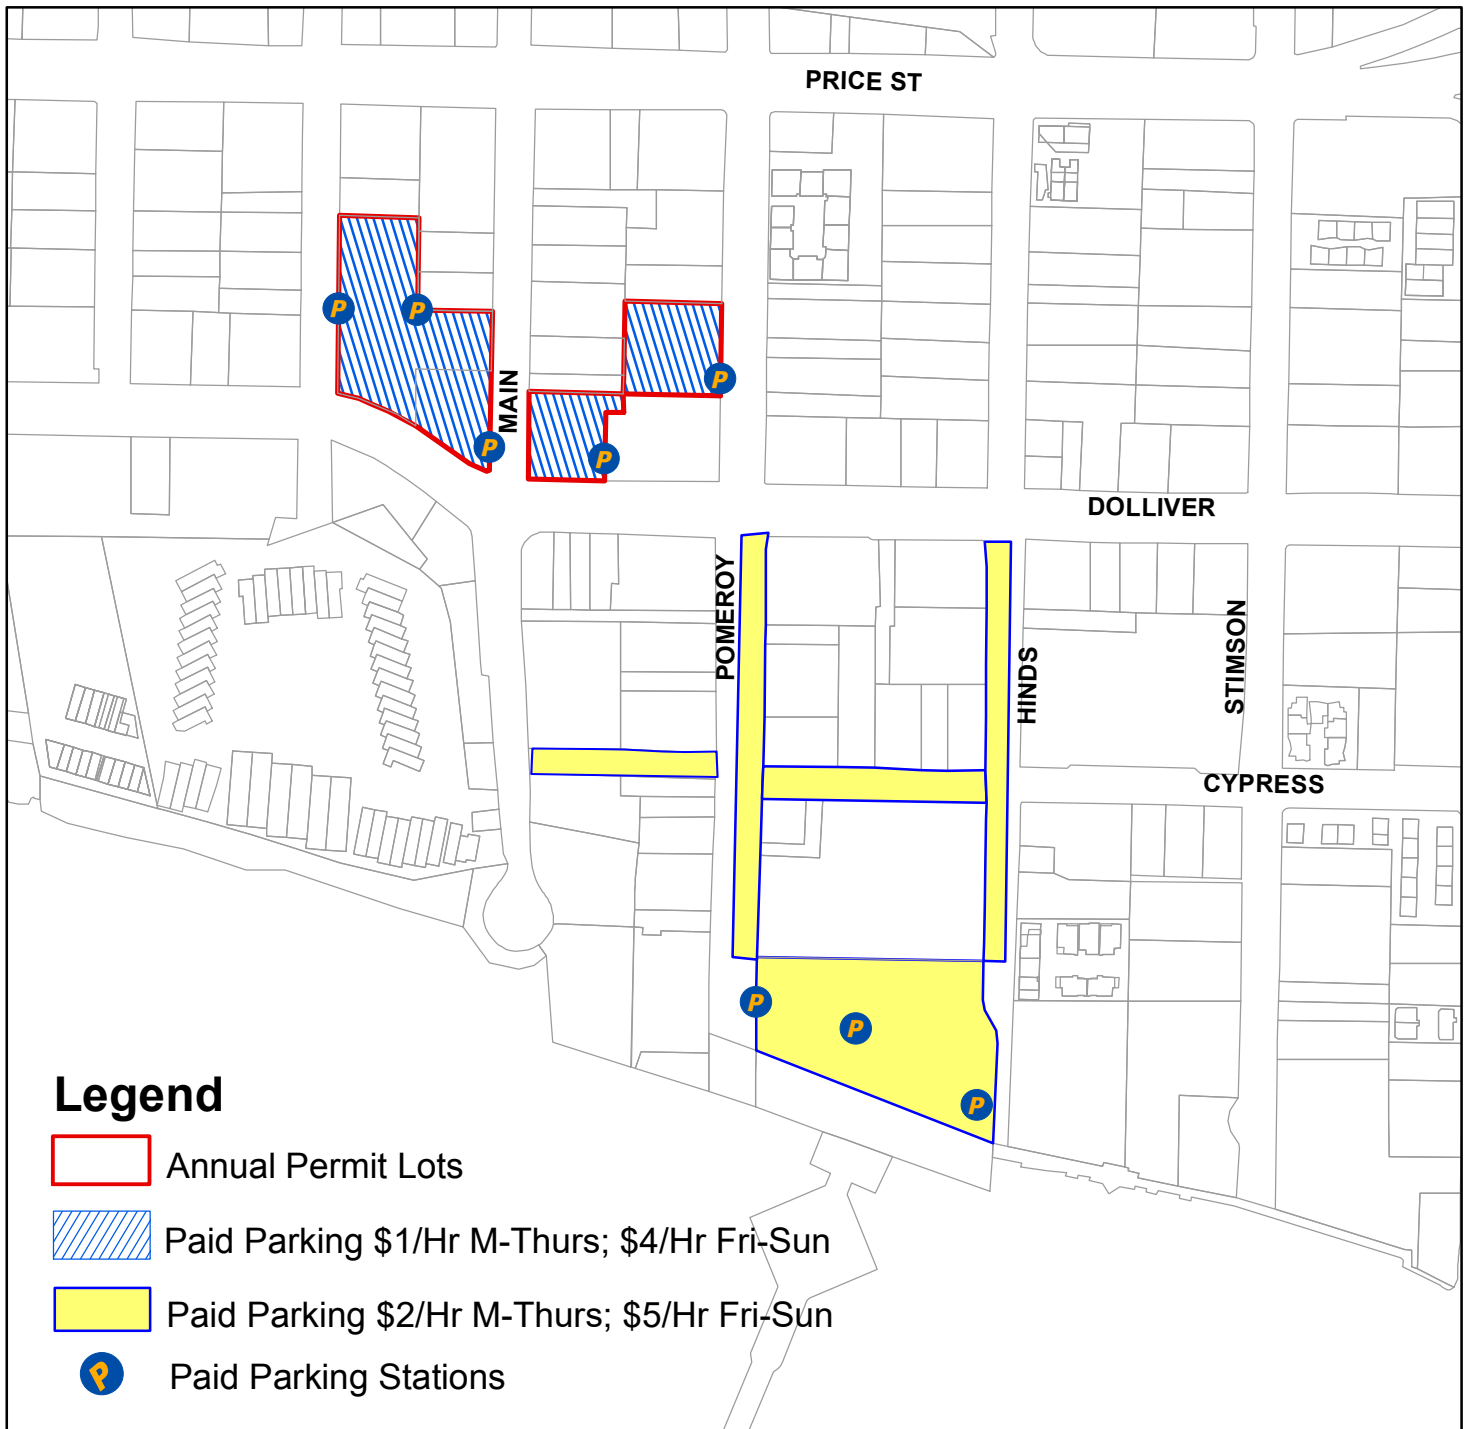 PRICE ST
P
P
P
P
MAIN
P
P
DOLLIVER
POMEROY
HINDS
STIMSON
CYPRESS
P
P
P
Legend
Annual Permit Lots
Paid Parking $1/Hr M-Thurs; $4/Hr Fri-Sun
Paid Parking $2/Hr M-Thurs; $5/Hr Fri-Sun
P
Paid Parking Stations